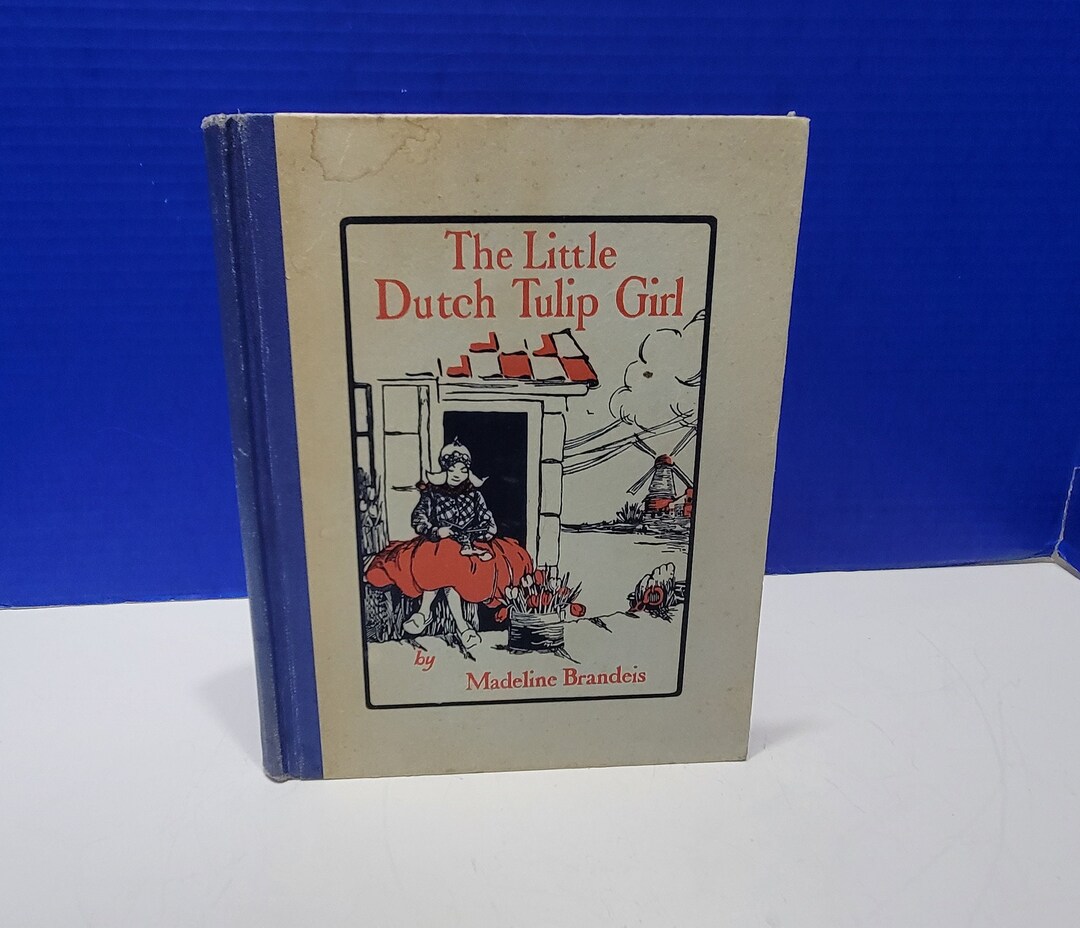 The Little
Dutch Tulip Girl
by
Madeline Brandeis